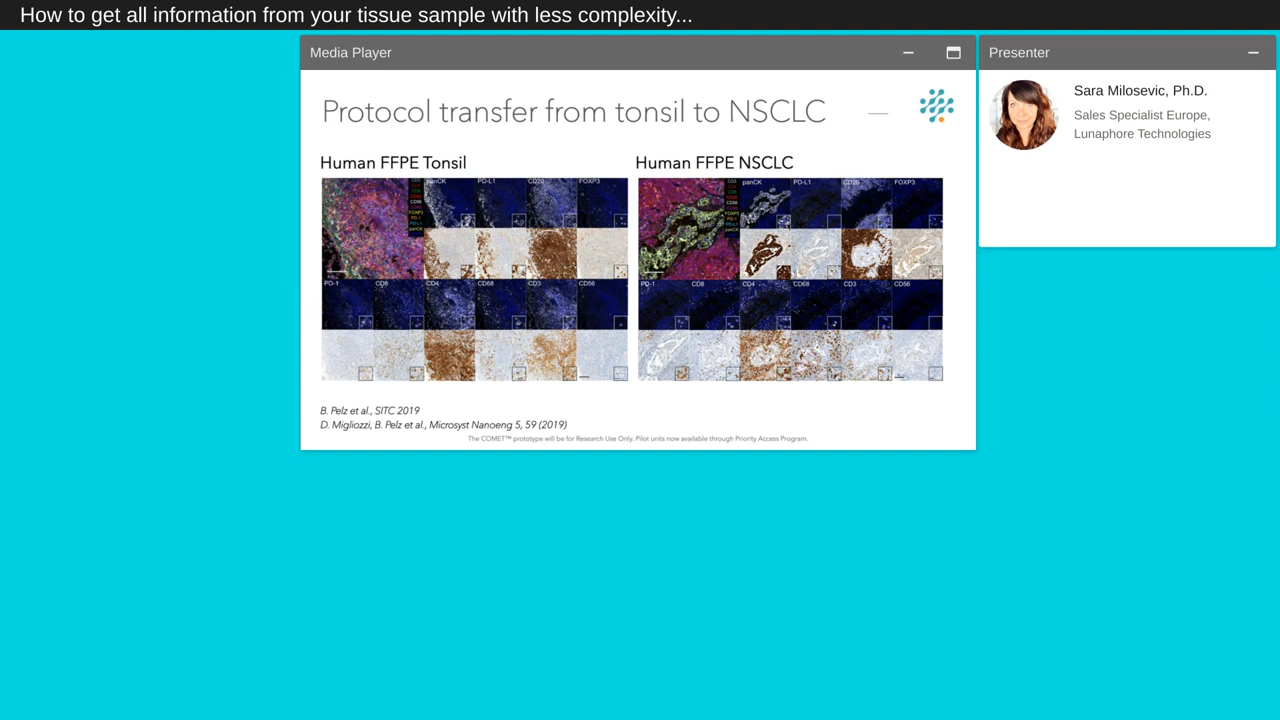 How to get all information from your tissue sample with less complexity...
Media Player
Presenter
Sara Milosevic, Ph.D.
Sales Specialist Europe,
Lunaphore Technologies
Protocol transfer from tonsil to NSCLC
Human FFPE Tonsil
Human FFPE NSCLC
panCK PD-L1 CD20 FOXP3
PD-1 CD8 CD4 CD68 CD3 CD56
panCK PD-L1 CD20 FOXP3
PD-1 CD8 CD4 CD68 CD3 CD56
B. Pelz et al., SITC 2019
D. Migliozzi, B. Pelz et al., Microsyst Nanoeng 5, 59 (2019)
The COMET™ prototype will be for Research Use Only. Pilot units now available through Priority Access Program.